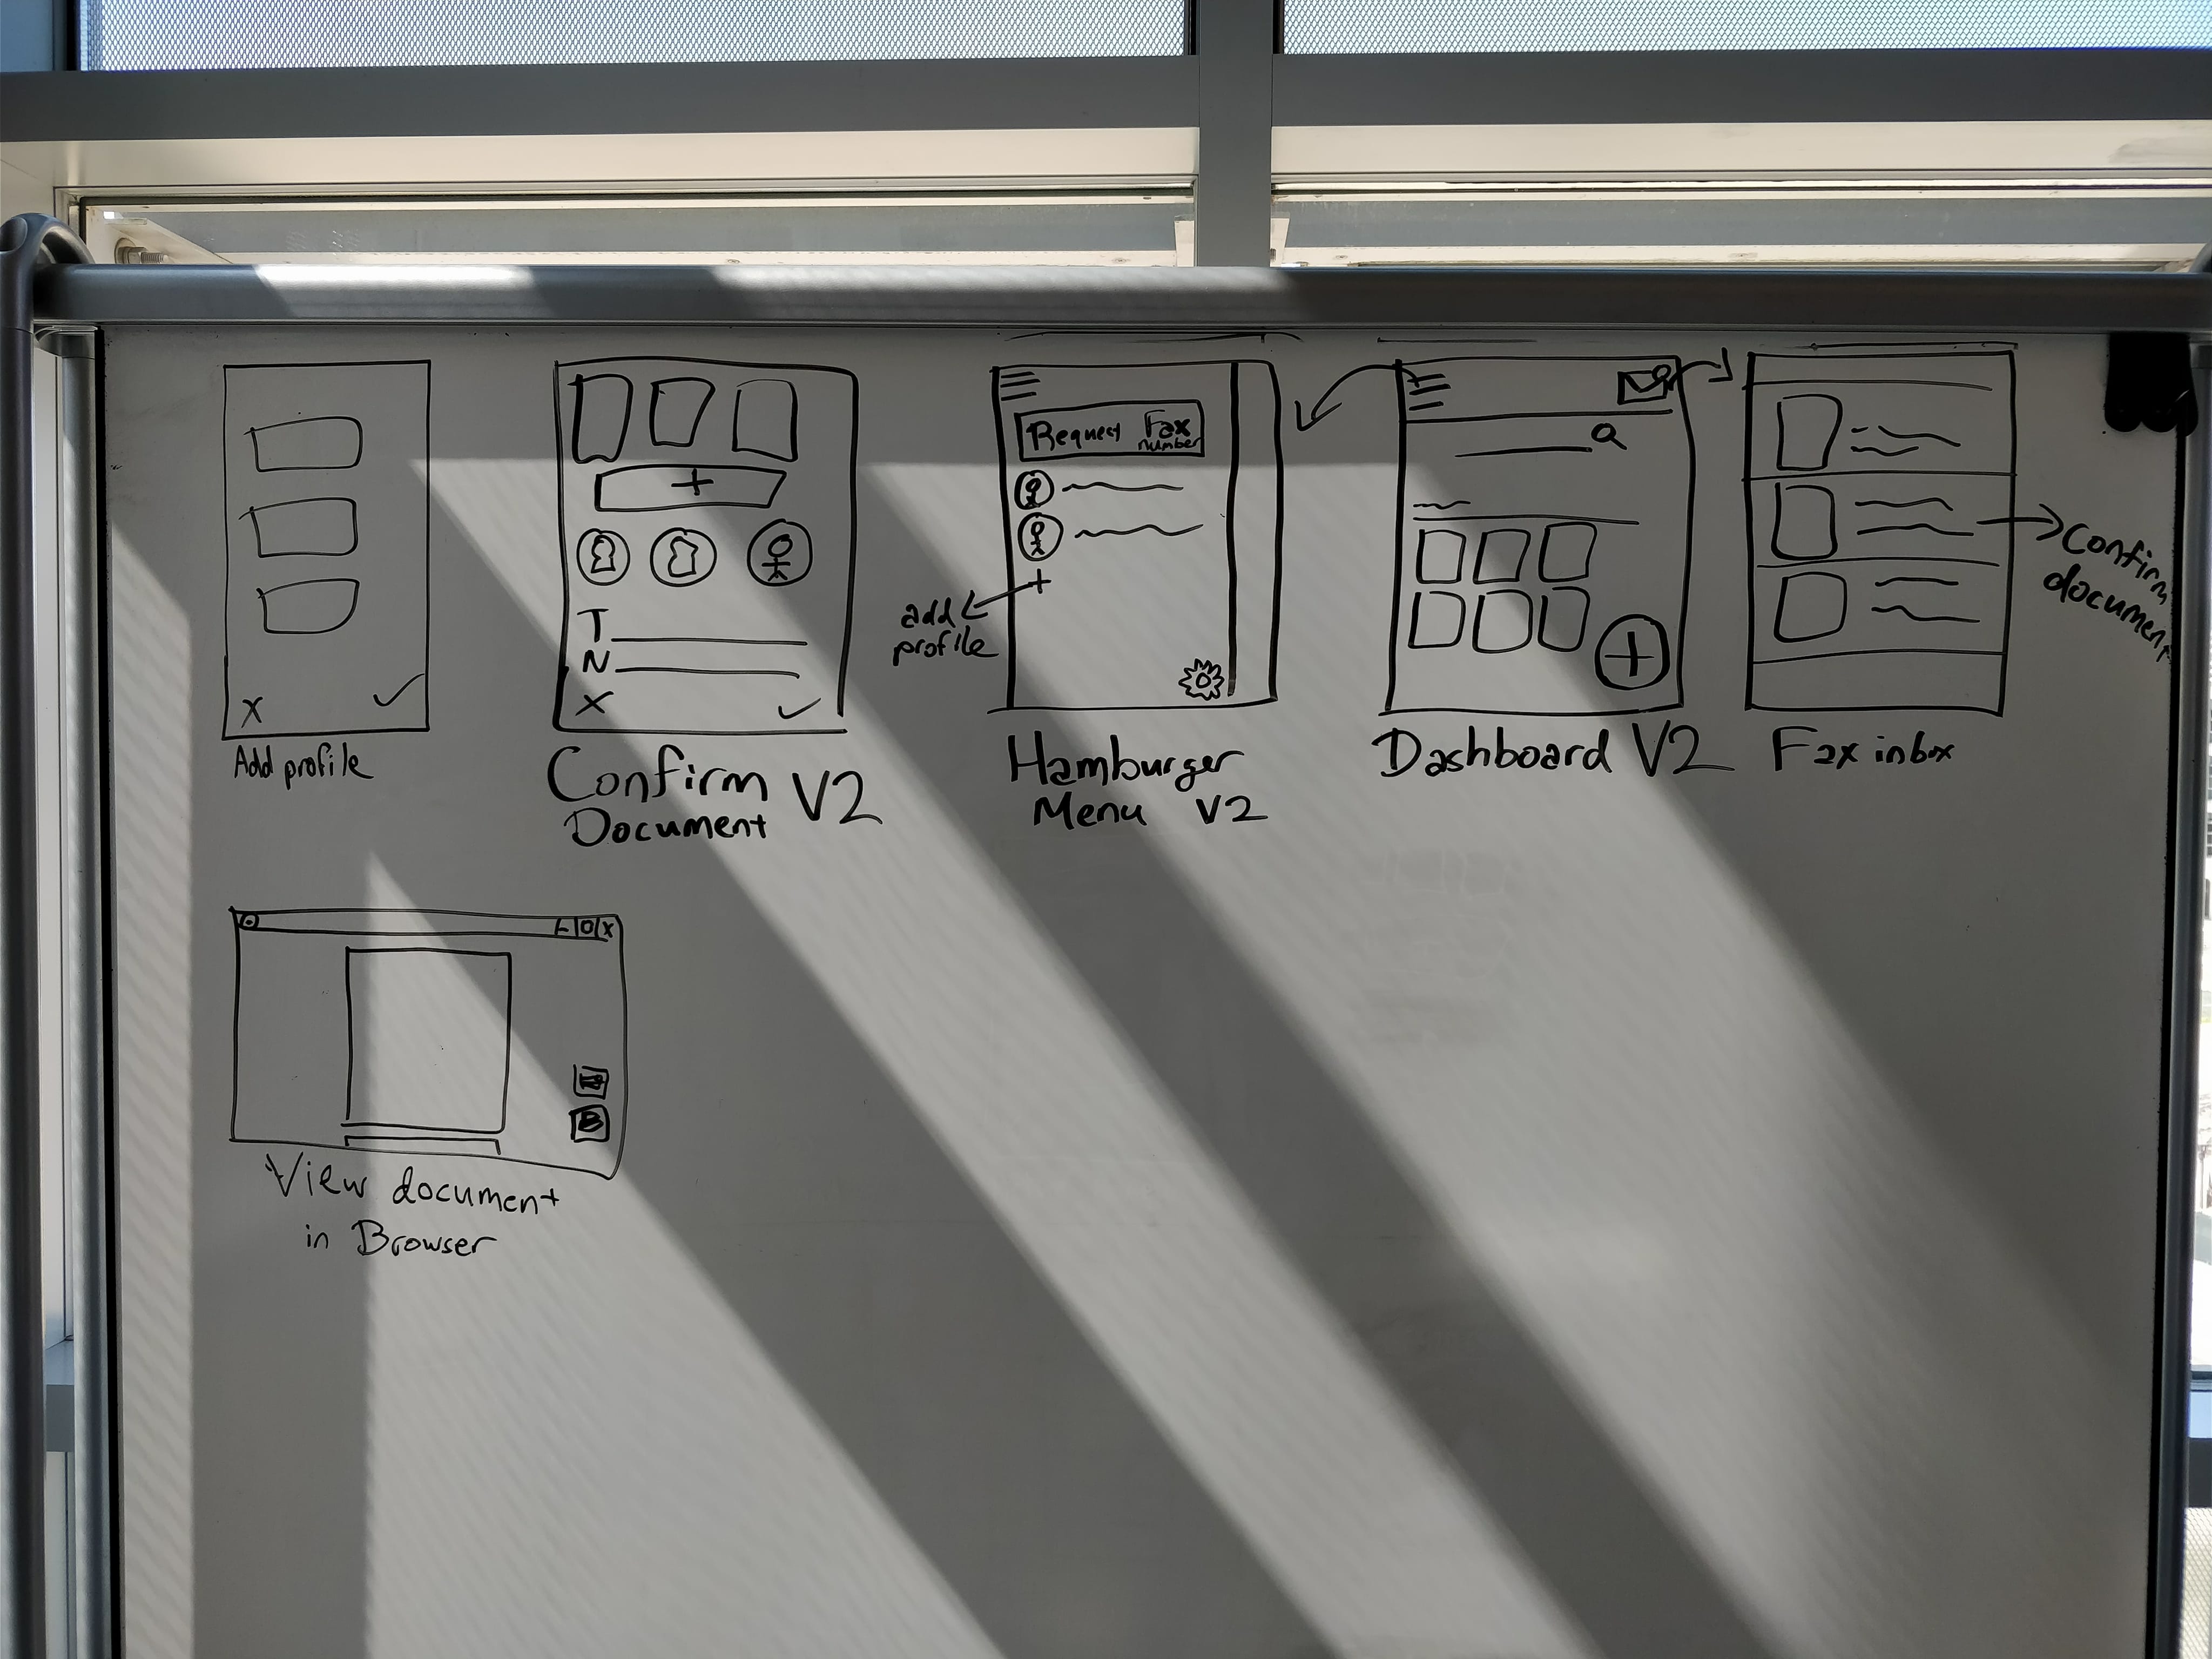 X
Add profile
+
T
N
X
Confirm V2
Document
Request Fax
number
+
add
profile
Hamburger
Menu V2
+
Dashboard V2
Fax inbox
Confirm
document
X
View document
in Browser